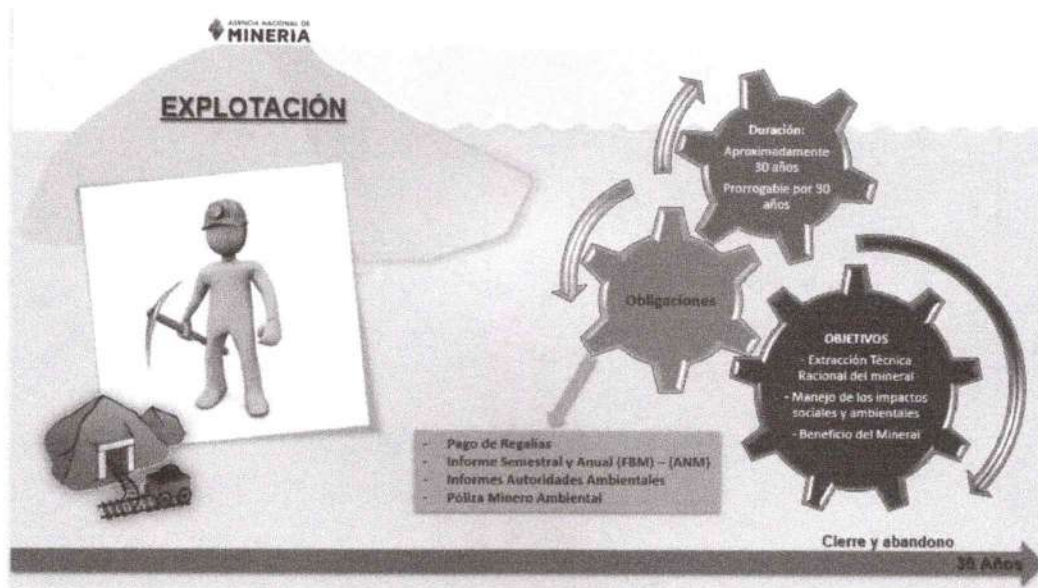 AGENCIA NACIONAL DE
MINERÍA
EXPLOTACIÓN
Duración:
Aproximadamente
30 años
Prorrogable por 30
años
Obligaciones
OBJETIVOS
- Extracción Técnica
Racional del mineral
- Manejo de los impactos
sociales y ambientales
- Beneficio del Mineral
- Pago de Regalías
- Informe Semestral y Anual (FBM) – (ANM)
- Informes Autoridades Ambientales
- Póliza Minero Ambiental
Cierre y abandono
30 Años